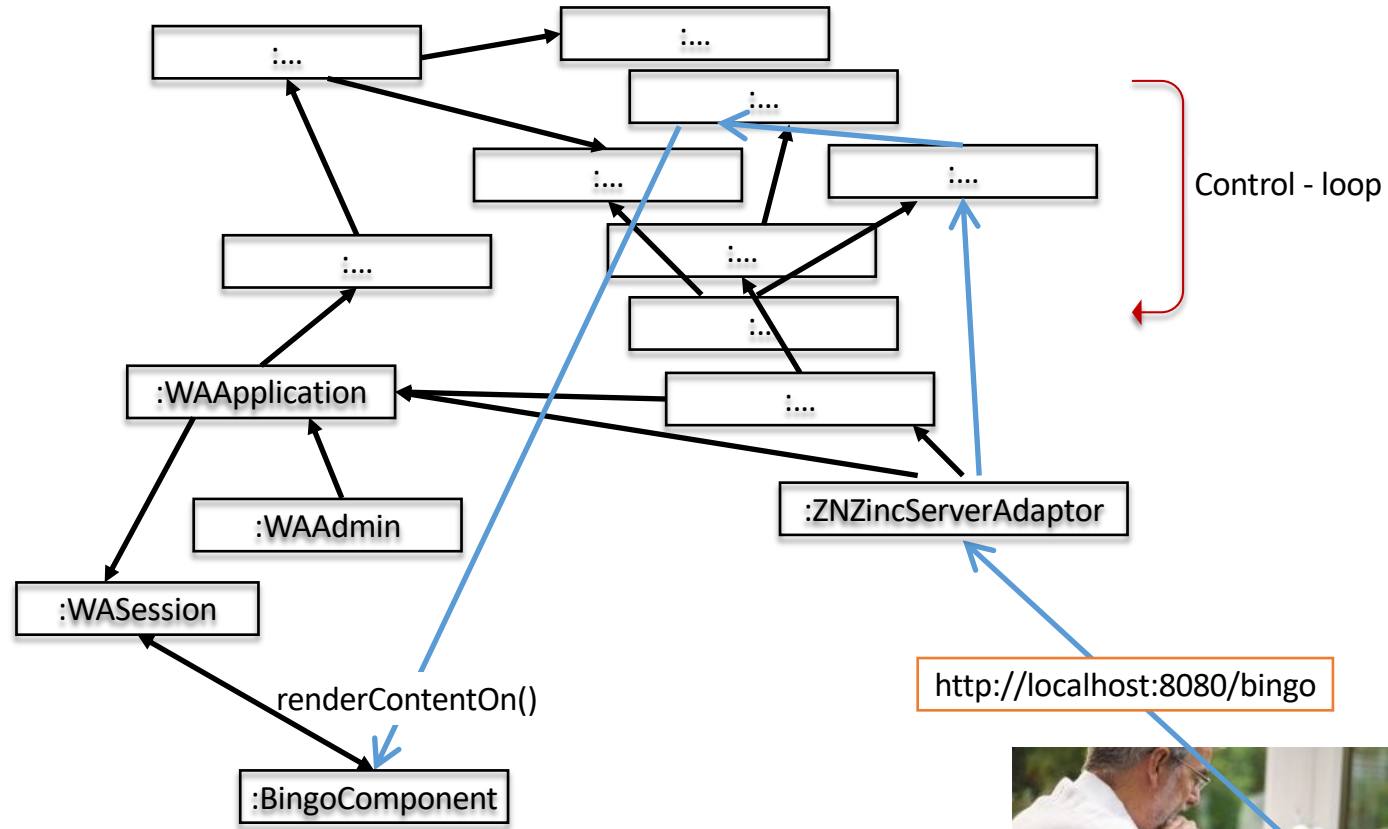 :....
:....
:....
:....
:....
:....
:....
:...
:....
:WAApplication
:WAAdmin
:ZNZincServerAdaptor
:WASession
renderContentOn()
:BingoComponent
Control - loop
http://localhost:8080/bingo